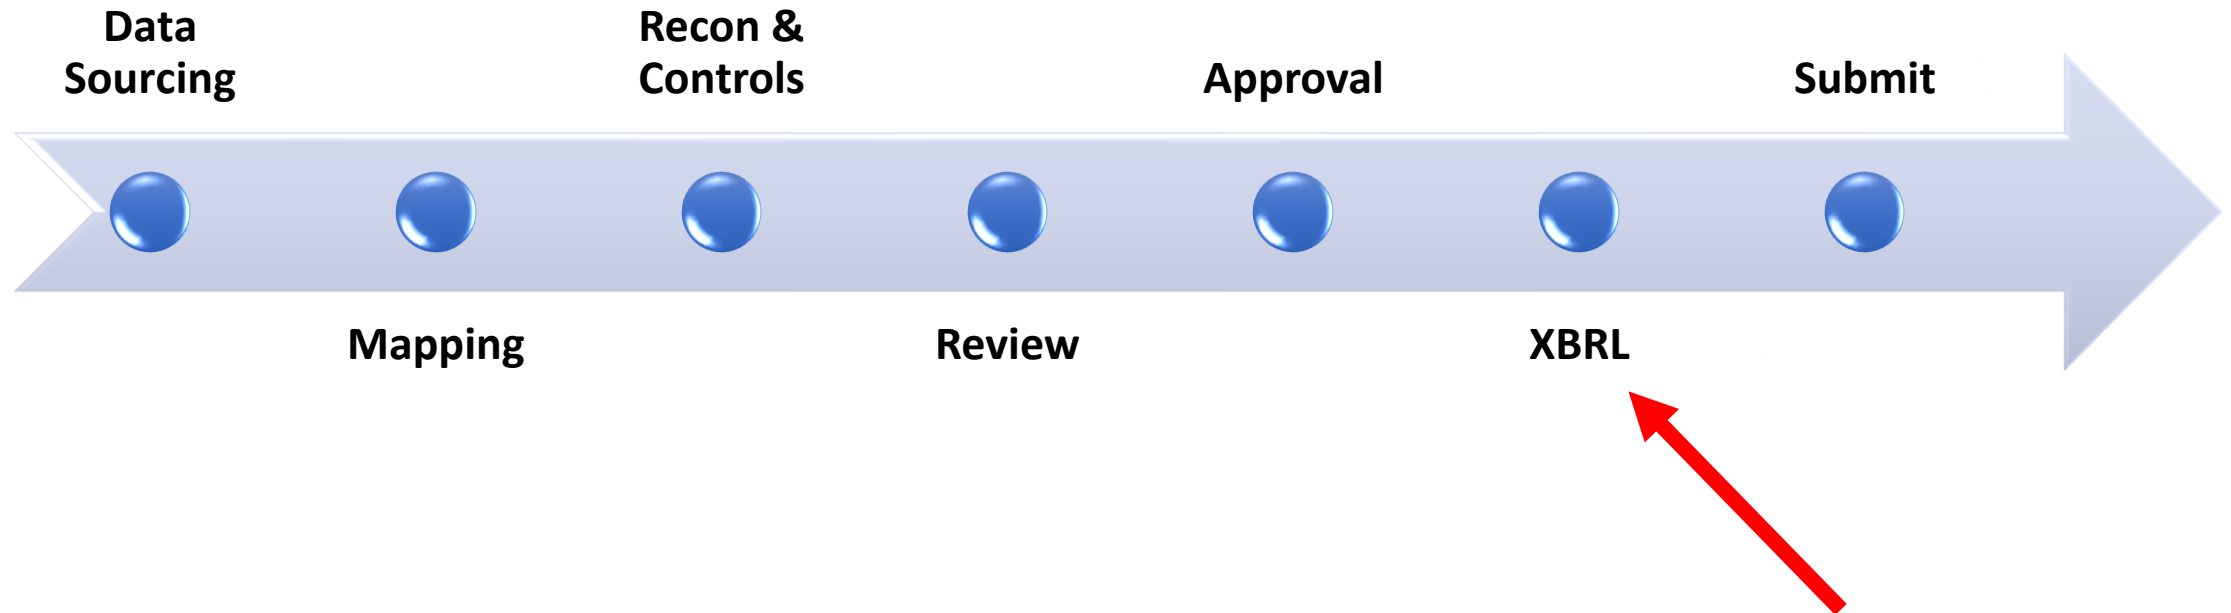 Data
Sourcing
Mapping
Recon &
Controls
Review
Approval
XBRL
Submit